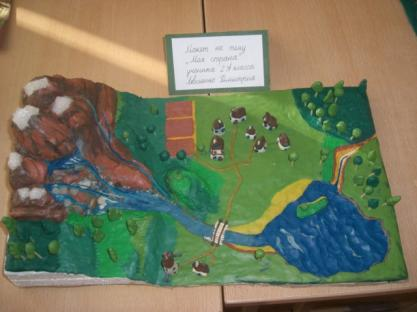 Макет на тему
„Моя страна"
ученика 2 А класса
Дмитрия